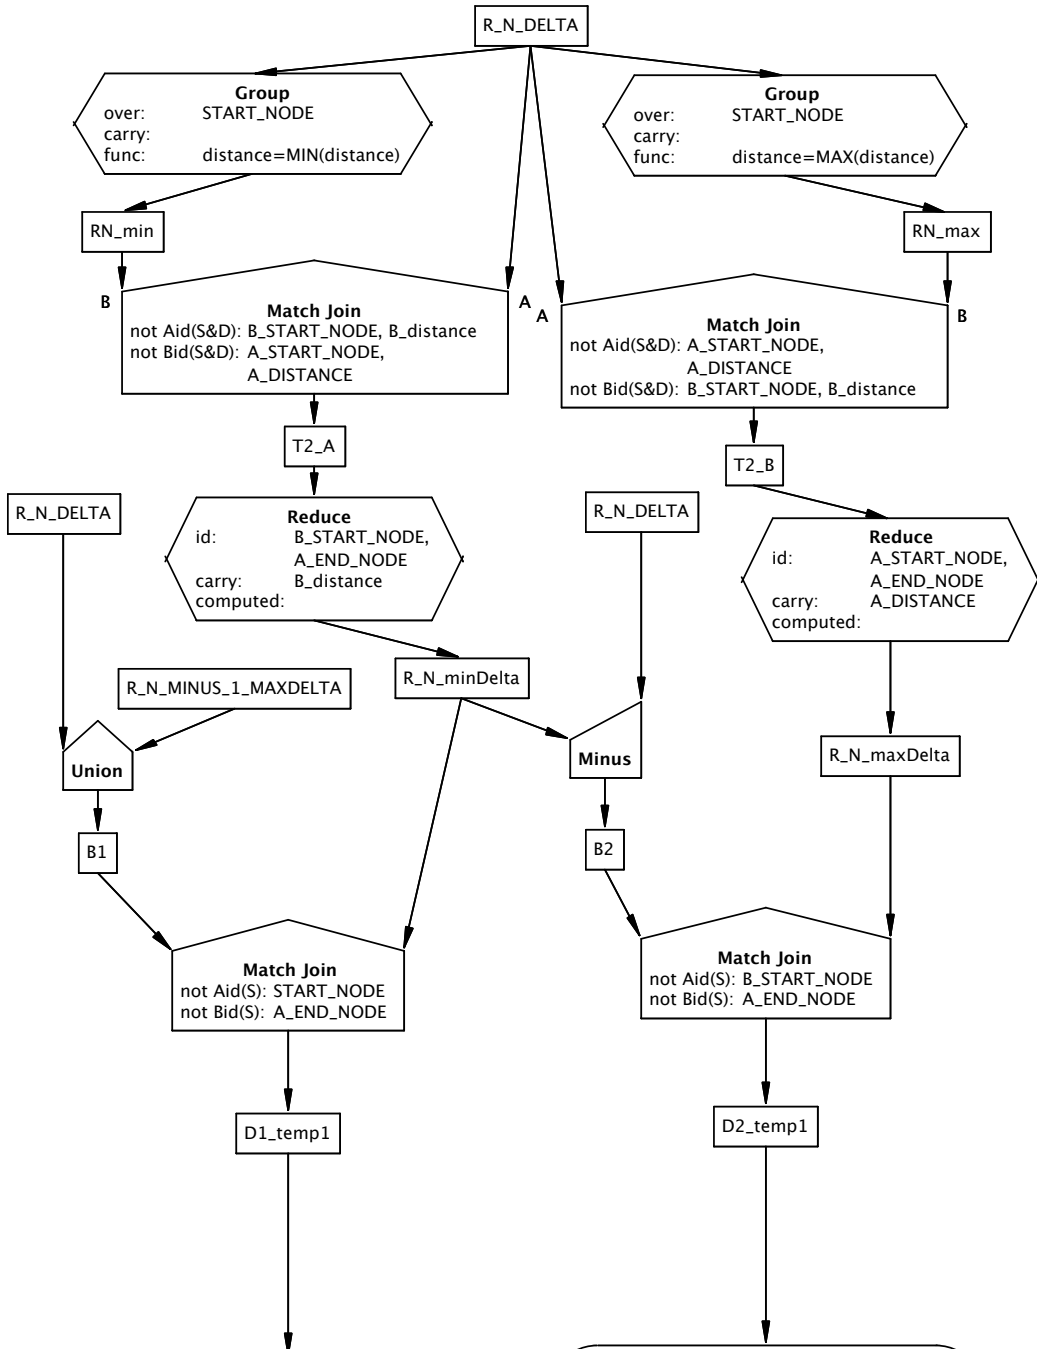 R_N_DELTA
Group
over: START_NODE
carry:
func: distance=MIN(distance)
Group
over: START_NODE
carry:
func: distance=MAX(distance)
RN_min
RN_max
B
A
Match Join
not Aid(S&D): B_START_NODE, B_distance
not Bid(S&D): A_START_NODE,
A_DISTANCE
A
B
Match Join
not Aid(S&D): A_START_NODE,
A_DISTANCE
not Bid(S&D): B_START_NODE, B_distance
T2_A
T2_B
R_N_DELTA
Reduce
id: B_START_NODE,
A_END_NODE
carry: B_distance
computed:
R_N_DELTA
Reduce
id: A_START_NODE,
A_END_NODE
carry: A_DISTANCE
computed:
R_N_MINUS_1_MAXDELTA
R_N_minDelta
Union
Minus
R_N_maxDelta
B1
B2
Match Join
not Aid(S): START_NODE
not Bid(S): A_END_NODE
Match Join
not Aid(S): B_START_NODE
not Bid(S): A_END_NODE
D1_temp1
D2_temp1